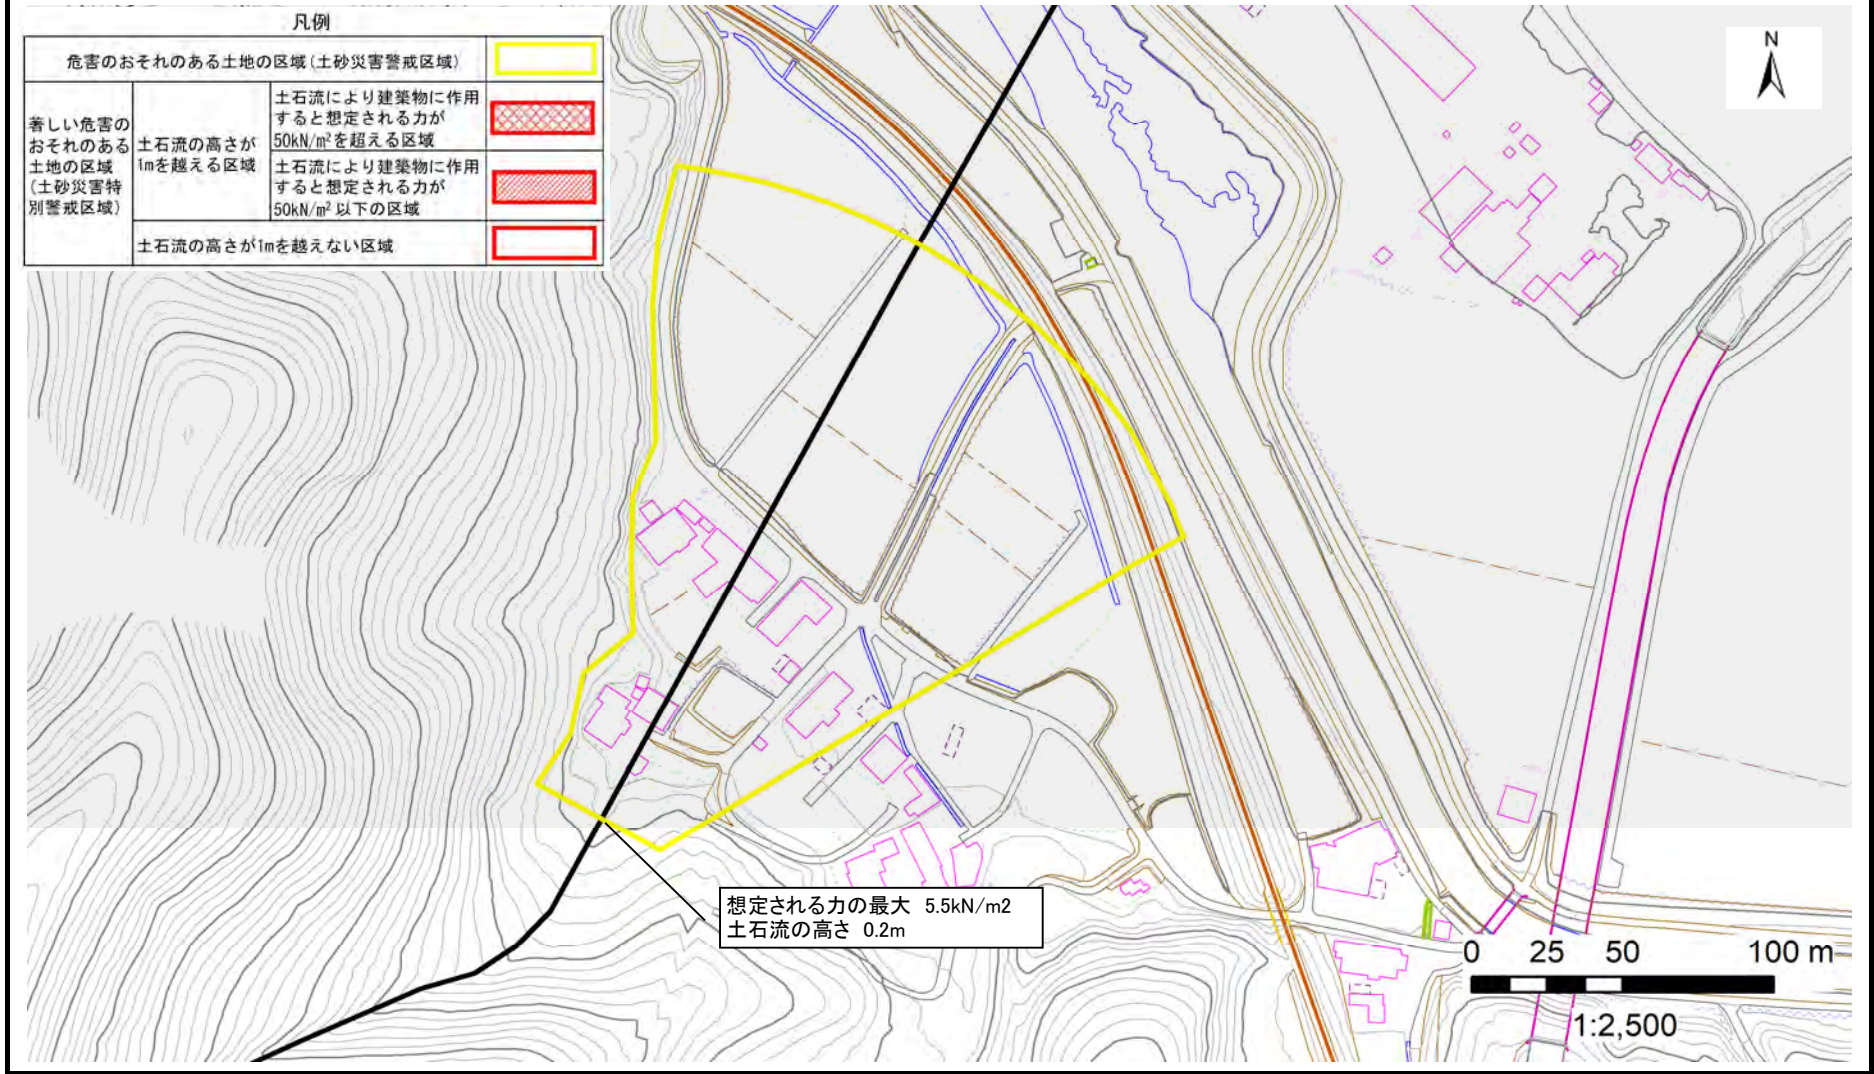 凡例
危害のおそれのある土地の区域(土砂災害警戒区域)
著しい危害の
おそれのある
土地の区域
(土砂災害特
別警戒区域)
土石流の高さが
1mを越える区域
土石流により建築物に作用
すると想定される力が
50kN/m²を超える区域
土石流により建築物に作用
すると想定される力が
50kN/m² 以下の区域
土石流の高さが1mを越えない区域
N
想定される力の最大 5.5kN/m2
土石流の高さ 0.2m
0 25 50 100 m
1:2,500